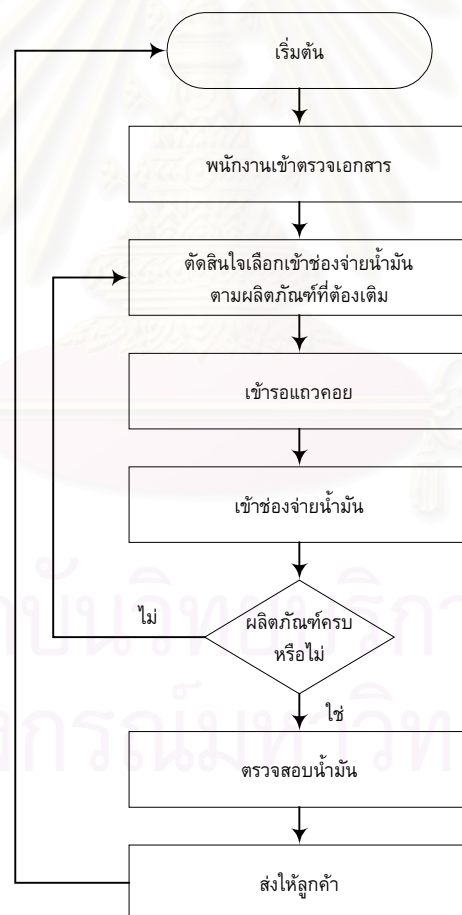 เริ่มต้น
พนักงานเข้าตรวจเอกสาร
ตัดสินใจเลือกเข้าช่องจ่ายน้ำมัน
ตามผลิตภัณฑ์ที่ต้องเติม
เข้ารอแถวคอย
เข้าช่องจ่ายน้ำมัน
ไม่
ผลิตภัณฑ์ครบ
หรือไม่
ใช่
ตรวจสอบน้ำมัน
ส่งให้ลูกค้า